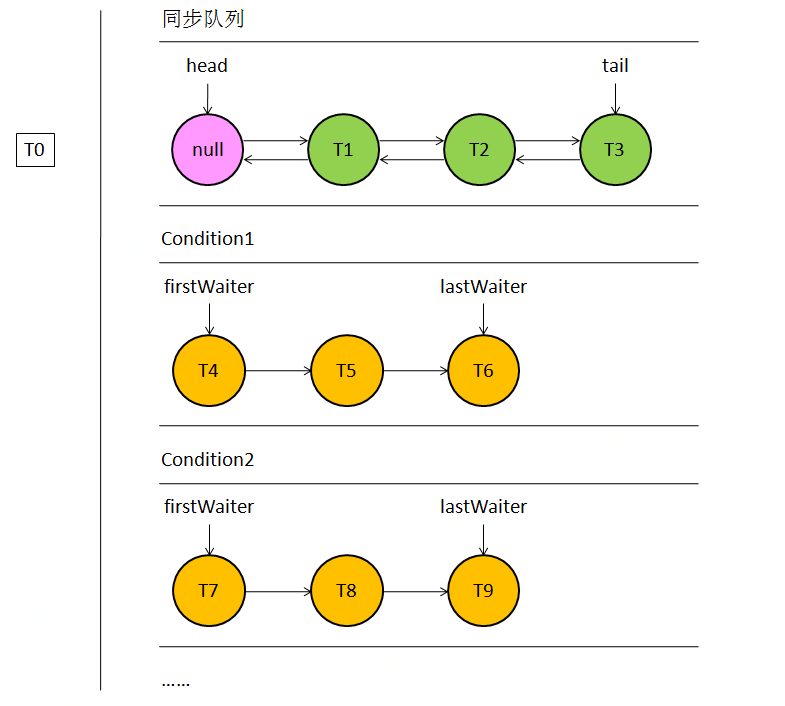 同步队列
head tail
T0 null T1 T2 T3
Condition1
firstWaiter lastWaiter
T4 T5 T6
Condition2
firstWaiter lastWaiter
T7 T8 T9
......